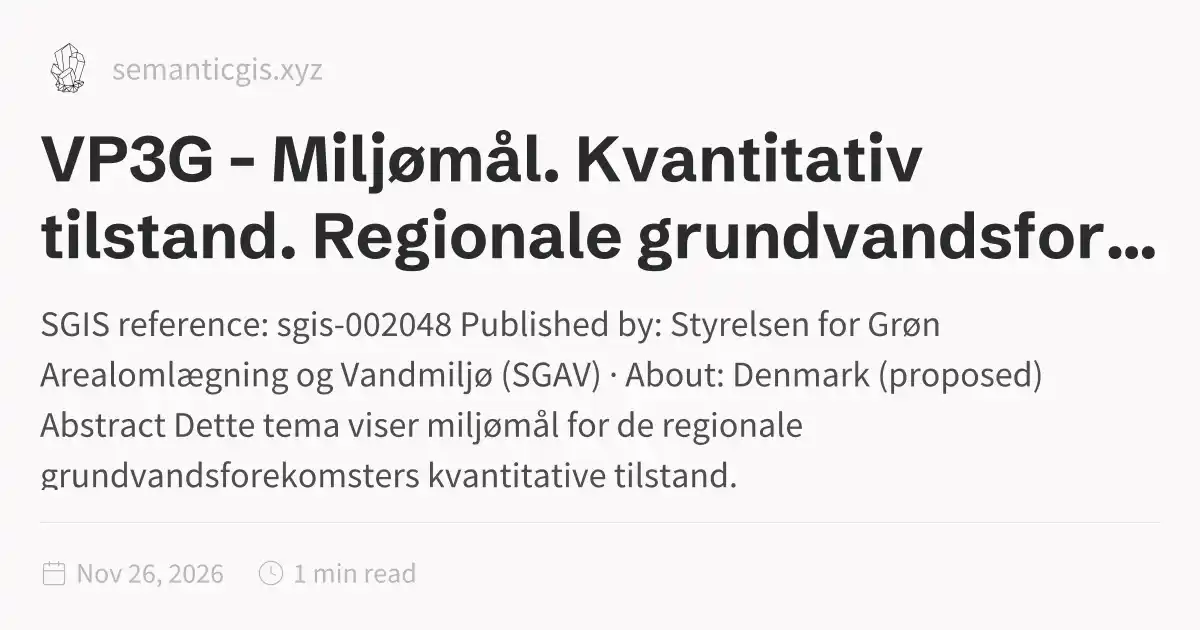 semanticgis.xyz
VP3G - Miljømål. Kvantitativ
tilstand. Regionale grundvandsfor...
SGIS reference: sgis-002048 Published by: Styrelsen for Grøn
Arealomlægning og Vandmiljø (SGAV) · About: Denmark (proposed)
Abstract Dette tema viser miljømål for de regionale
grundvandsforekomsters kvantitative tilstand.
Nov 26, 2026 1 min read